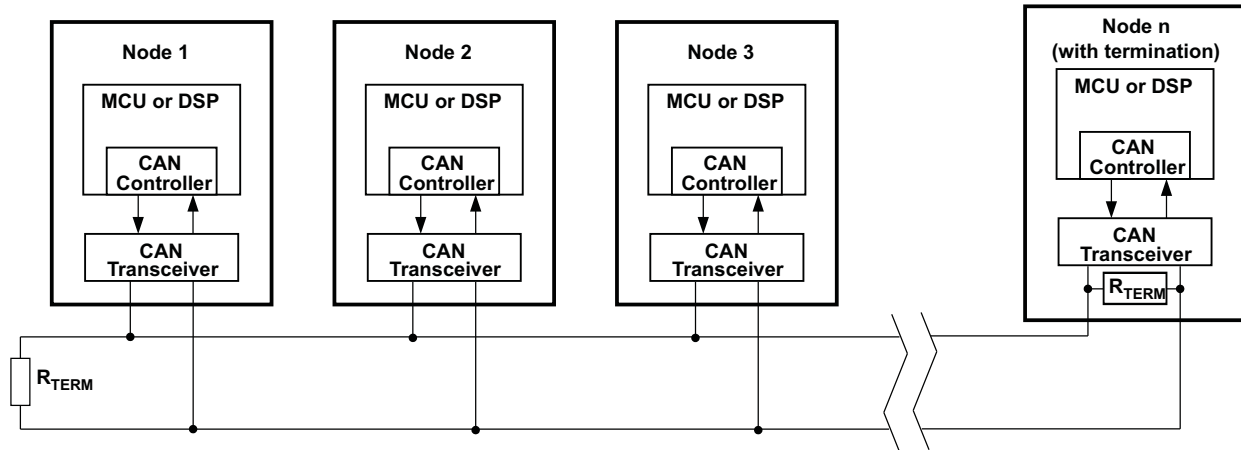 Node 1
MCU or DSP
CAN
Controller
CAN
Transceiver
Node 2
MCU or DSP
CAN
Controller
CAN
Transceiver
Node 3
MCU or DSP
CAN
Controller
CAN
Transceiver
Node n
(with termination)
MCU or DSP
CAN
Controller
CAN
Transceiver
RTERM
RTERM